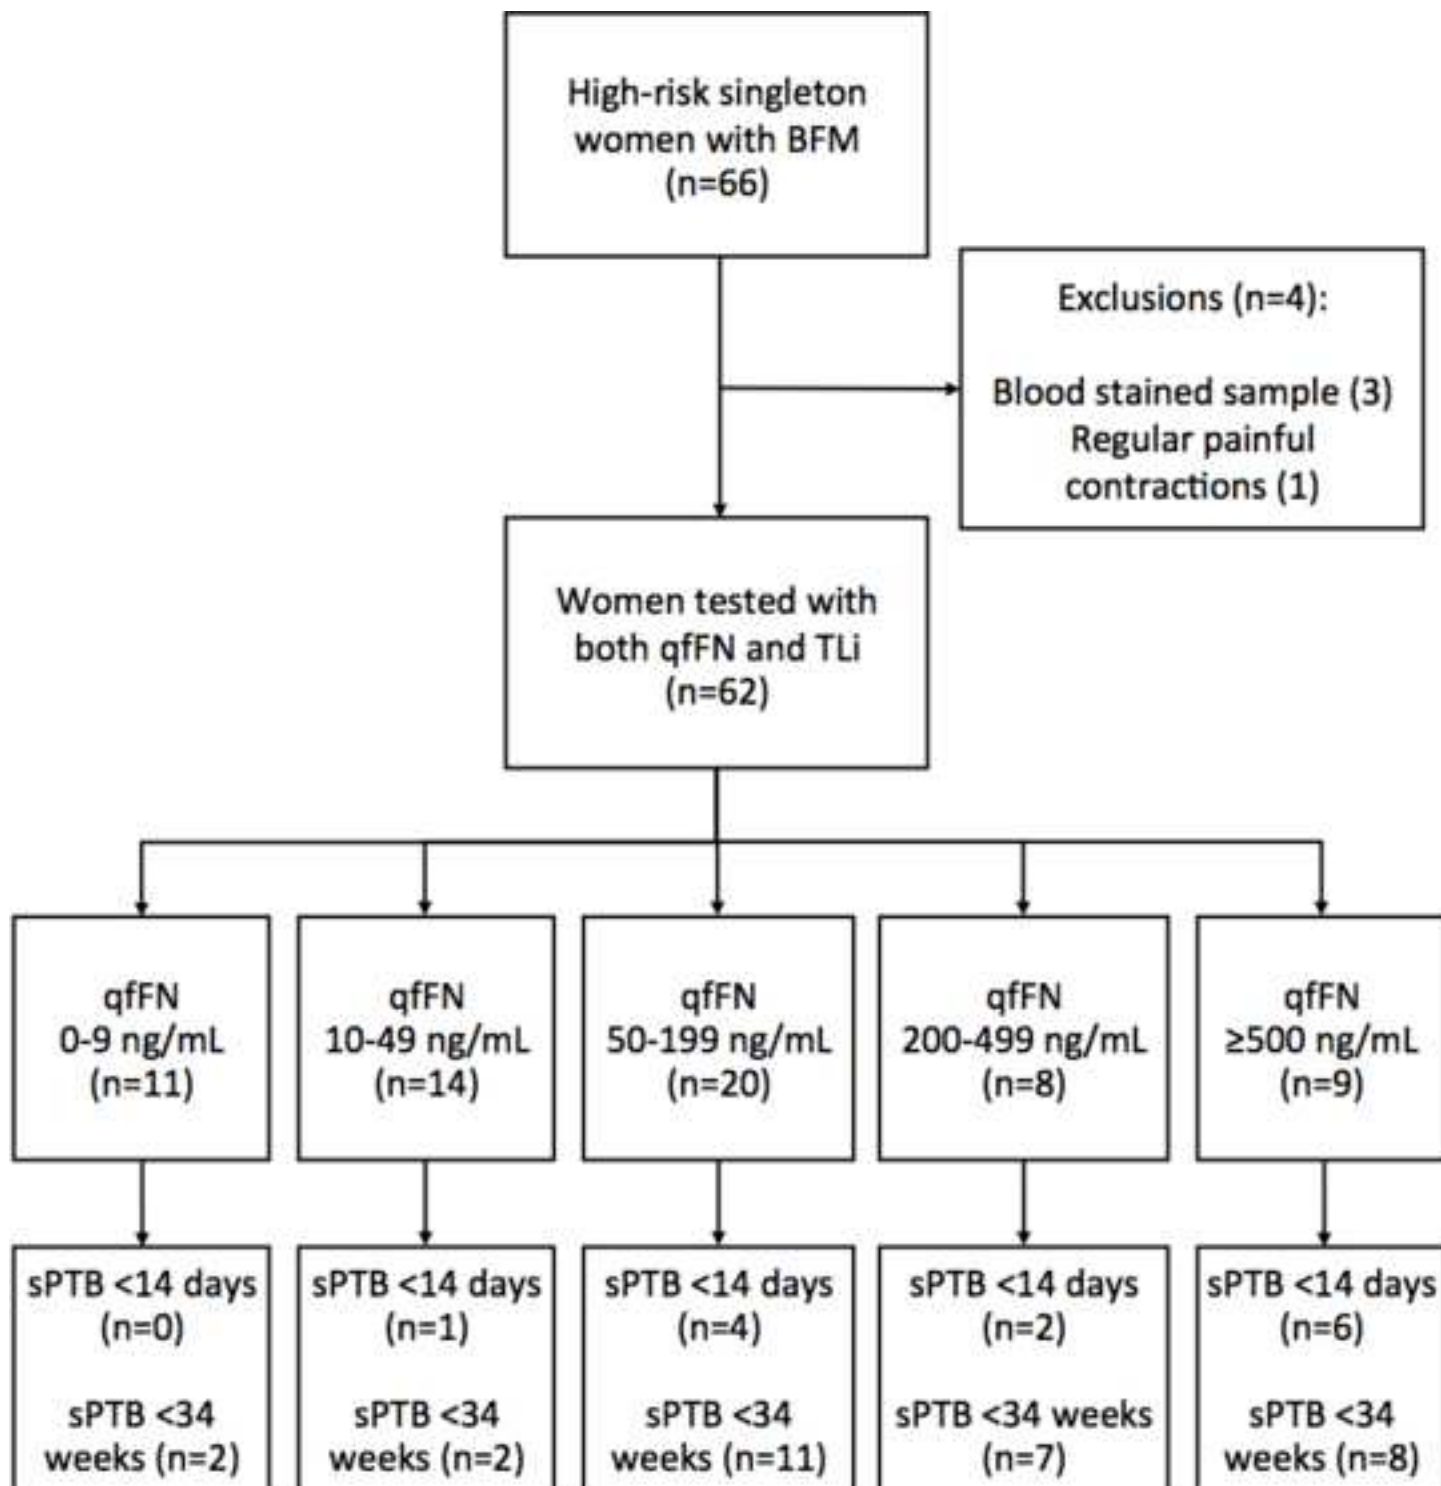 High-risk singleton
women with BFM
(n=66)
Exclusions (n=4):
Blood stained sample (3)
Regular painful
contractions (1)
Women tested with
both qfFN and TLi
(n=62)
qfFN
0-9 ng/mL
(n=11)
qfFN
10-49 ng/mL
(n=14)
qfFN
50-199 ng/mL
(n=20)
qfFN
200-499 ng/mL
(n=8)
qfFN
≥500 ng/mL
(n=9)
sPTB <14 days
(n=0)
sPTB <34
weeks (n=2)
sPTB <14 days
(n=1)
sPTB <34
weeks (n=2)
sPTB <14 days
(n=4)
sPTB <34
weeks (n=11)
sPTB <14 days
(n=2)
sPTB <34 weeks
(n=7)
sPTB <14 days
(n=6)
sPTB <34
weeks (n=8)